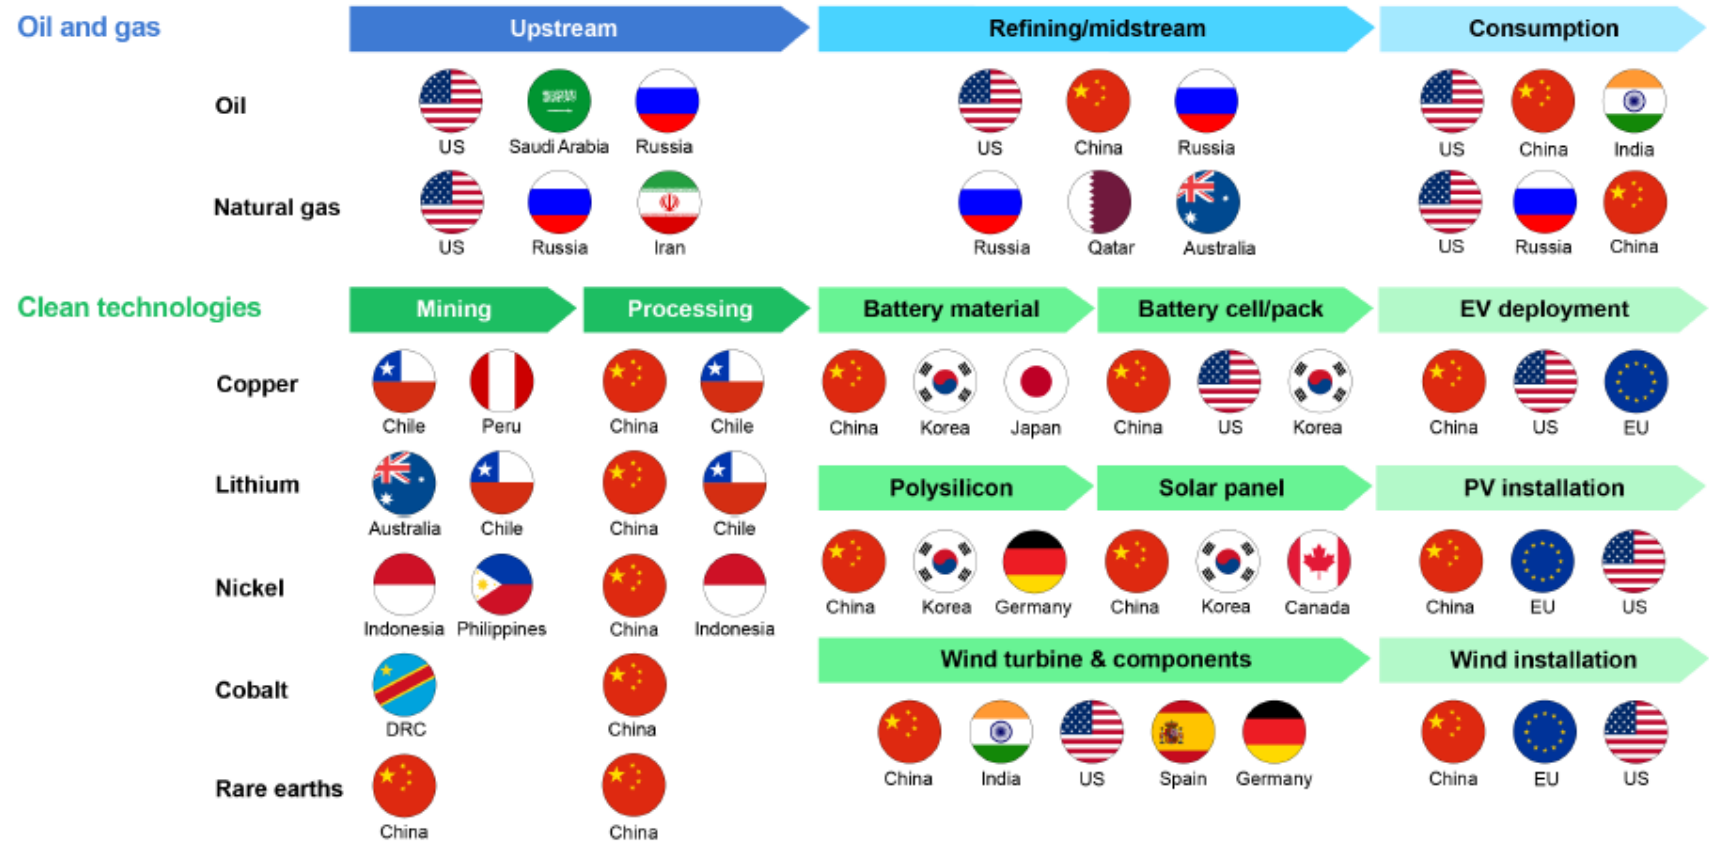 Oil and gas Upstream Refining/midstream Consumption
Oil
US Saudi Arabia Russia US China Russia US China India
Natural gas
US Russia Iran Russia Qatar Australia US Russia China
Clean technologies Mining Processing Battery material Battery cell/pack EV deployment
Copper
Chile Peru China Chile China Korea Japan China US Korea China US EU
Lithium Polysilicon Solar panel PV installation
Australia Chile China Chile
Nickel
China Korea Germany China Korea Canada China EU US
Indonesia Philippines China Indonesia
Wind turbine & components Wind installation
Cobalt
DRC China
China India US Spain Germany China EU US
Rare earths
China China